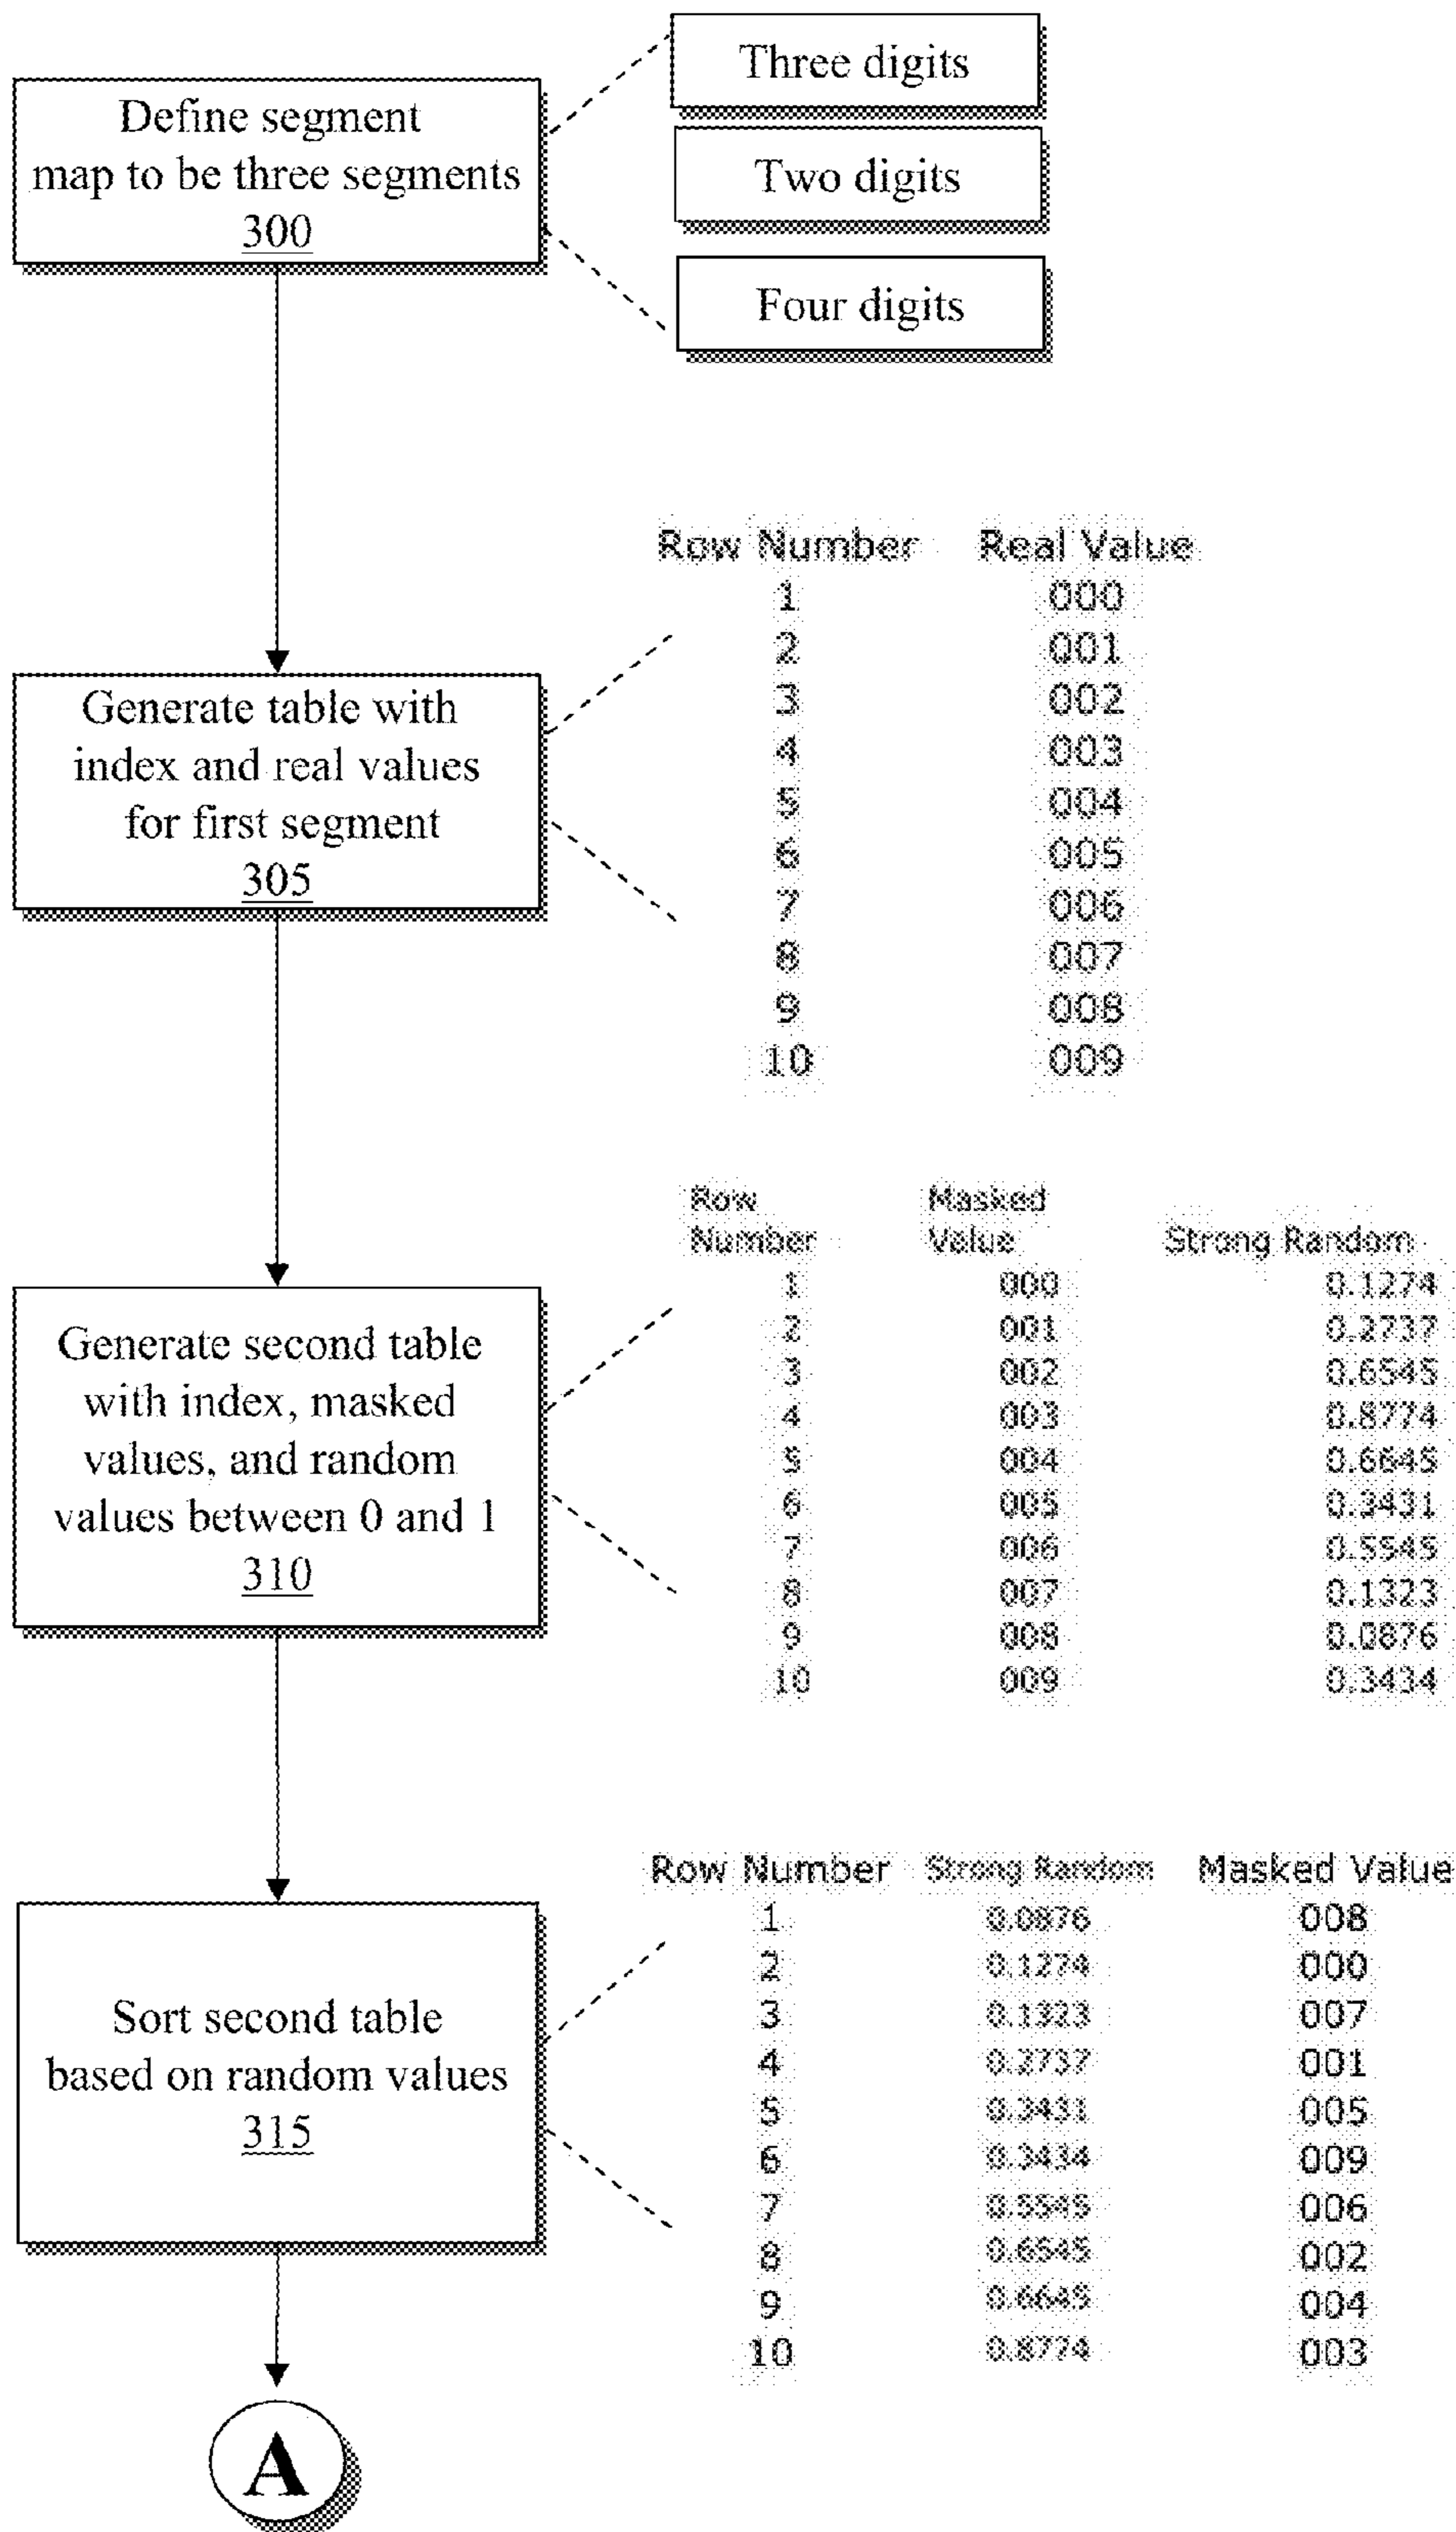 Define segment
map to be three segments
300
Three digits
Two digits
Four digits
Generate table with
index and real values
for first segment
305
Row Number Real Value
1 000
2 001
3 002
4 003
5 004
6 005
7 006
8 007
9 008
10 009
Generate second table
with index, masked
values, and random
values between 0 and 1
310
Row Masked
Number Value Strong Random
1 000 0.1274
2 001 0.2737
3 002 0.6545
4 003 0.8774
5 004 0.6645
6 005 0.3431
7 006 0.5545
8 007 0.1323
9 008 0.0876
10 009 0.3434
Sort second table
based on random values
315
Row Number Strong Random Masked Value
1 0.0876 008
2 0.1274 000
3 0.1323 007
4 0.2737 001
5 0.3431 005
6 0.3434 009
7 0.5545 006
8 0.6545 002
9 0.6645 004
10 0.8774 003
A